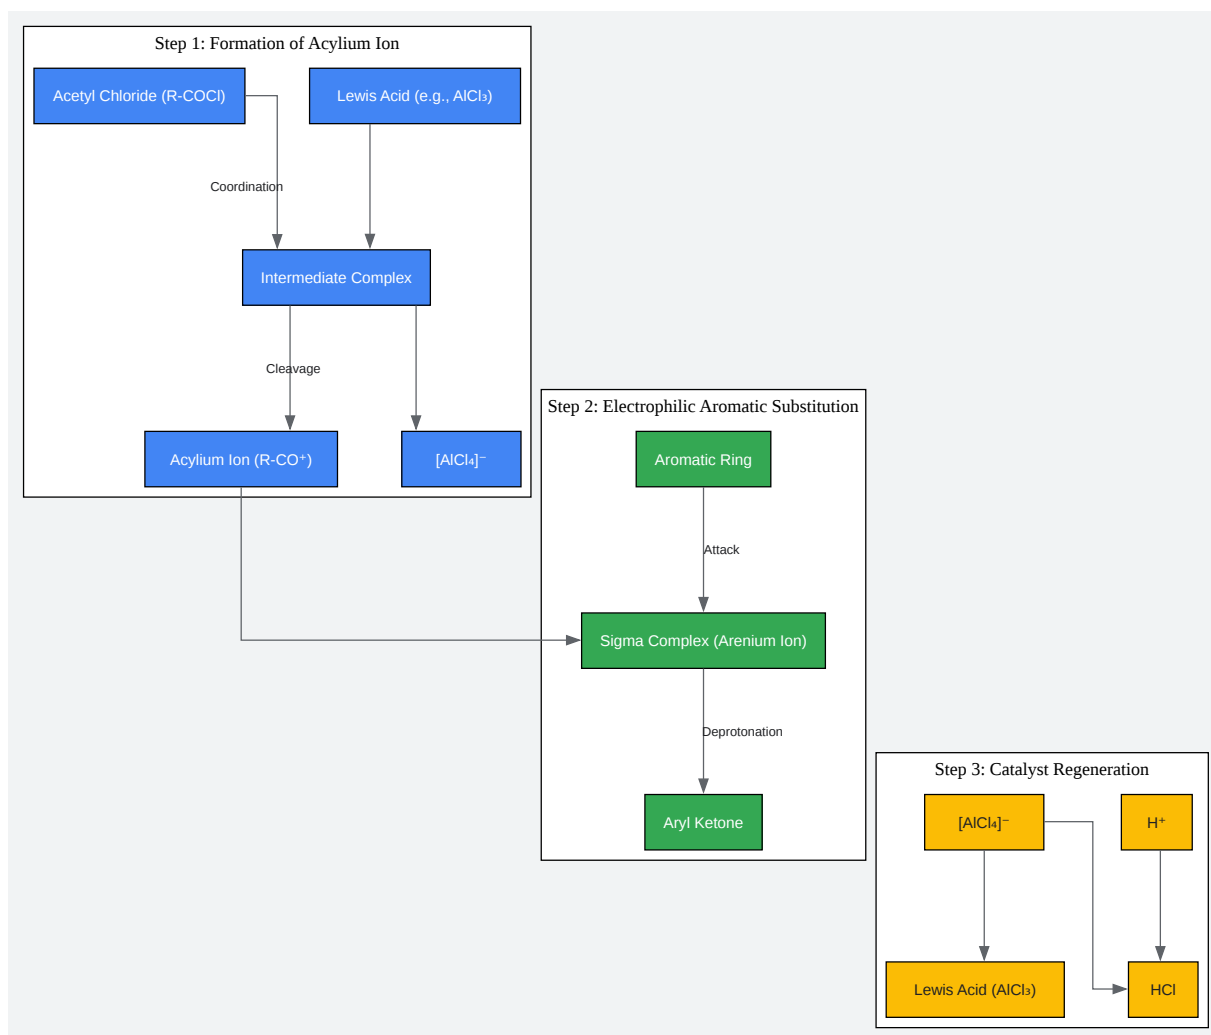 Step 1: Formation of Acylium Ion
Acetyl Chloride (R-COCl)
Lewis Acid (e.g., AlCl₃)
Coordination
Intermediate Complex
Cleavage
Acylium Ion (R-CO⁺)
[AlCl₄]⁻
Step 2: Electrophilic Aromatic Substitution
Aromatic Ring
Attack
Sigma Complex (Arenium Ion)
Deprotonation
Aryl Ketone
Step 3: Catalyst Regeneration
[AlCl₄]⁻
H⁺
Lewis Acid (AlCl₃)
HCl